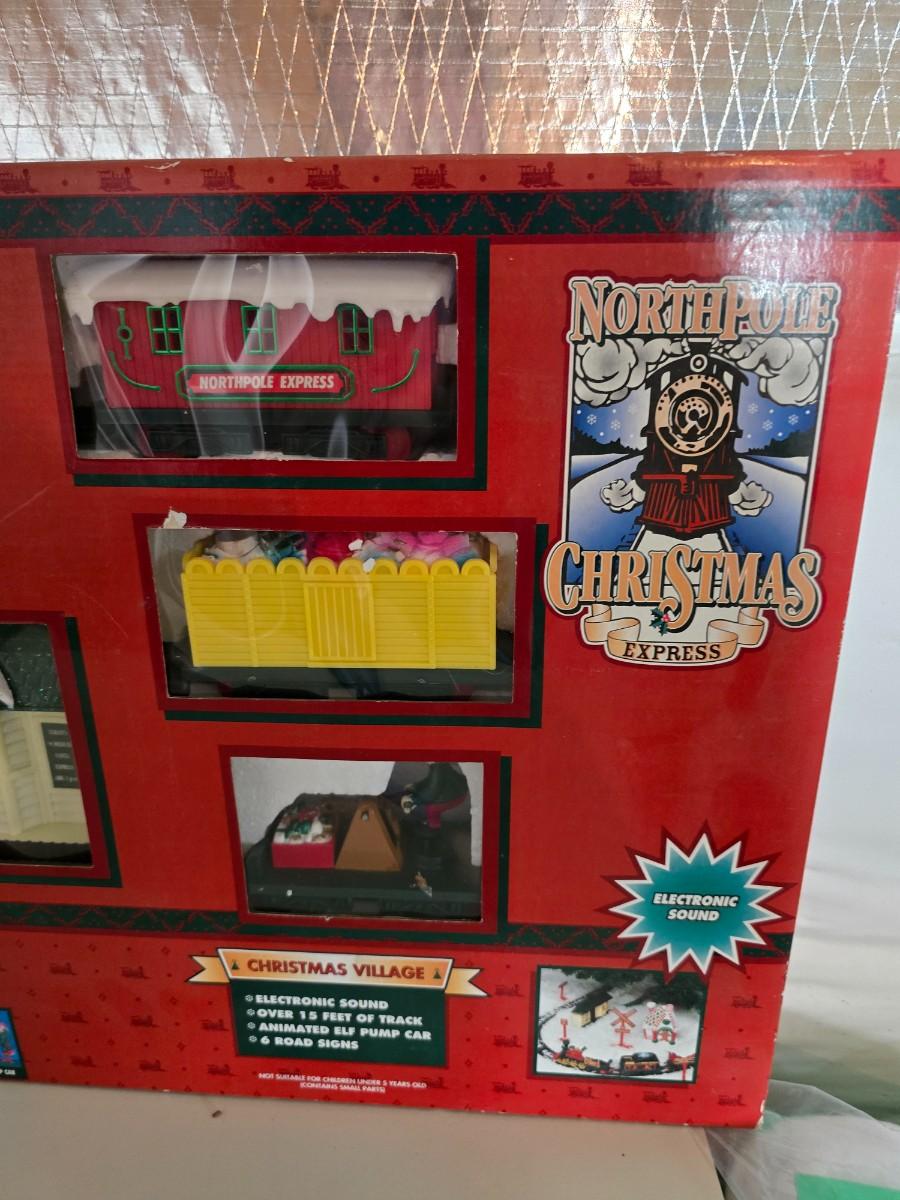 NORTHPOLE EXPRESS
NORTHPOLE
CHRISTMAS
EXPRESS
ELECTRONIC
SOUND
CHRISTMAS VILLAGE
ELECTRONIC SOUND
OVER 15 FEET OF TRACK
ANIMATED ELF PUMP CAR
6 ROAD SIGNS
NOT SUITABLE FOR CHILDREN UNDER 5 YEARS OLD
(CONTAINS SMALL PARTS)